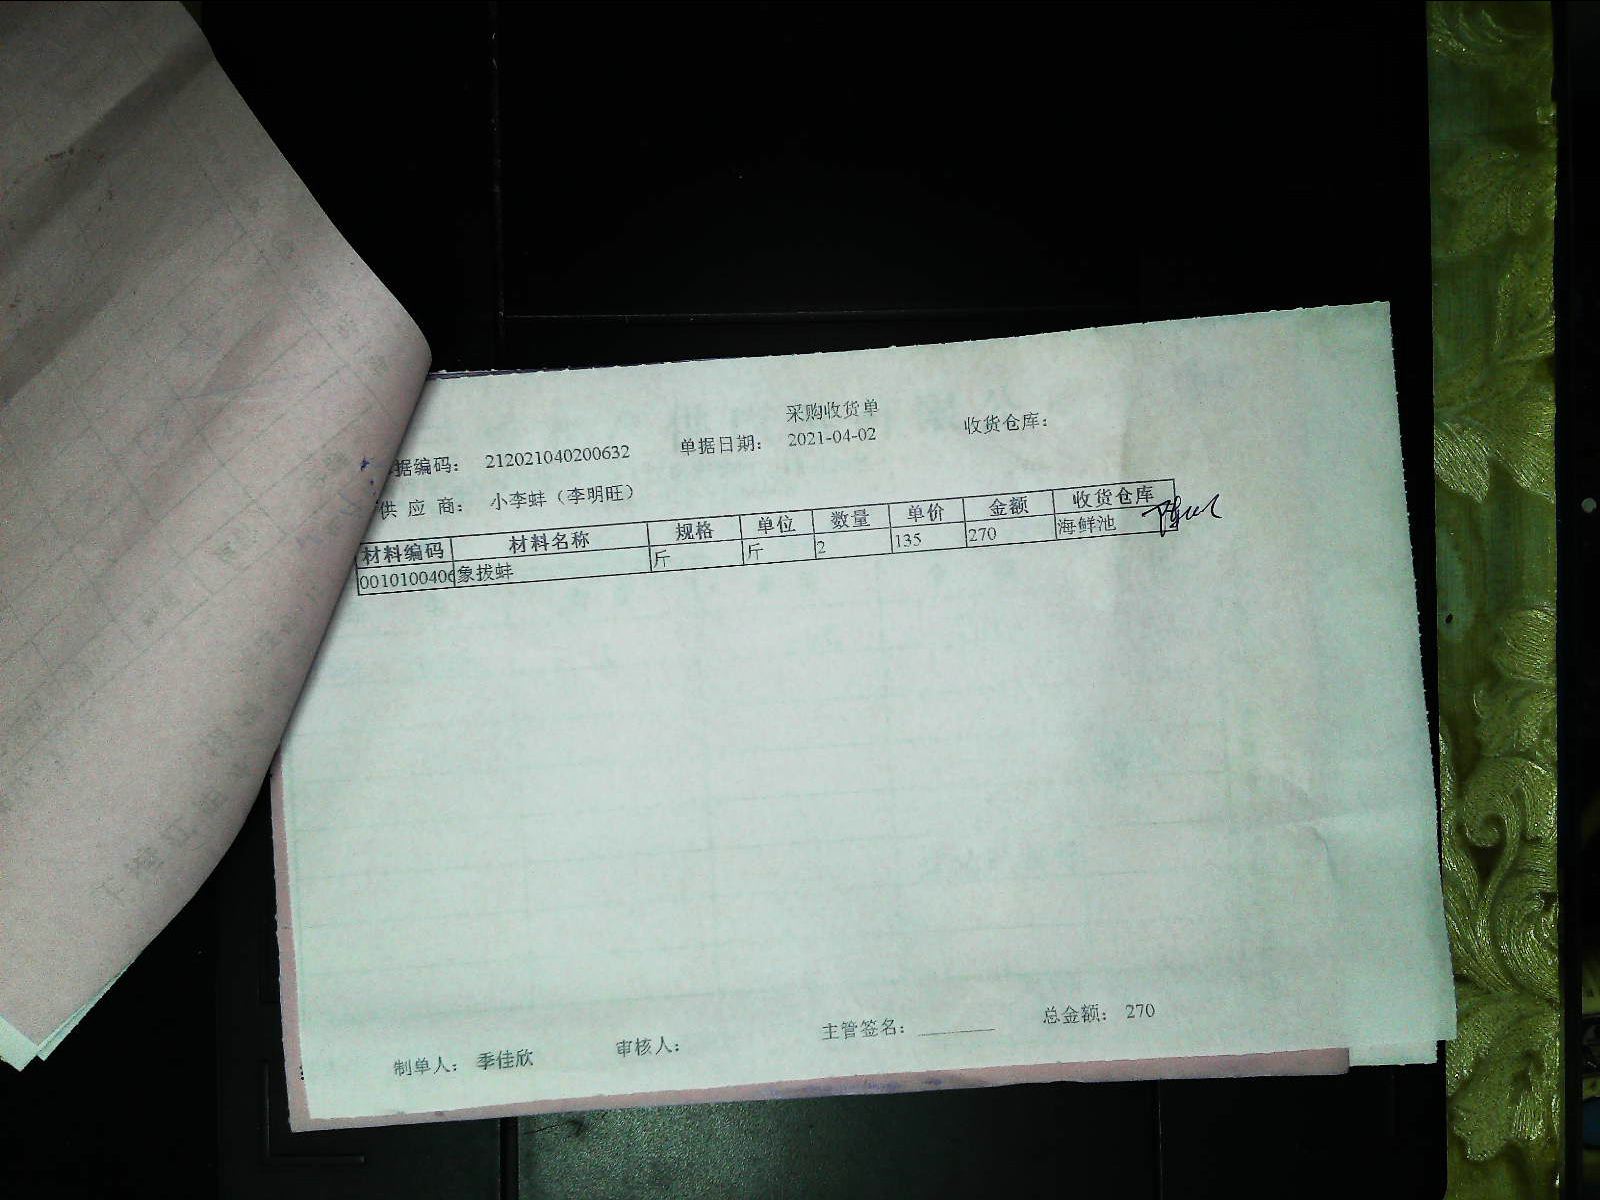 采购收货单
据编码： 212021040200632 单据日期： 2021-04-02 收货仓库：
供 应 商： 小李蚌（李明旺）
材料编码 材料名称 规格 单位 数量 单价 金额 收货仓库
0010100406 象拔蚌 斤 斤 2 135 270 海鲜池
制单人： 季佳欣 审核人： 主管签名： 总金额： 270